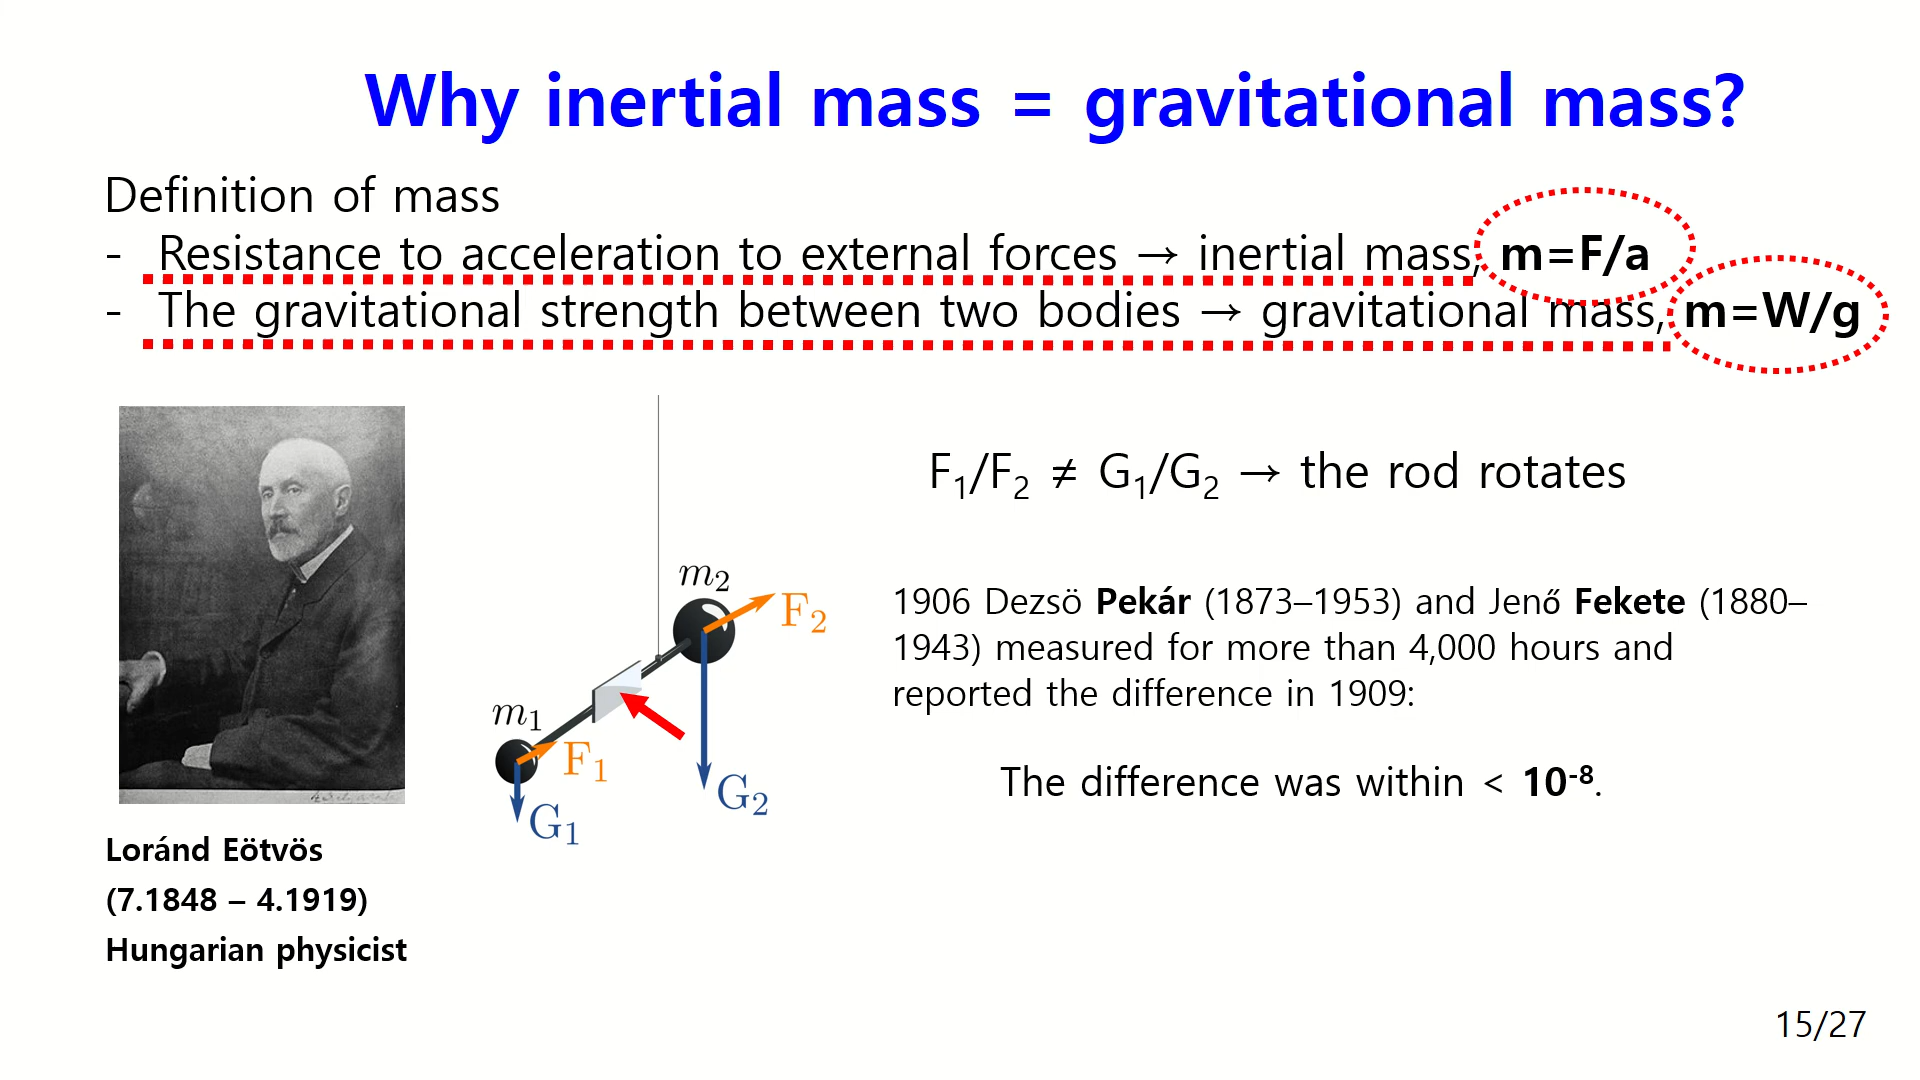 Why inertial mass = gravitational mass?
Definition of mass
- Resistance to acceleration to external forces → inertial mass, m=F/a
- The gravitational strength between two bodies → gravitational mass, m=W/g
F₁/F₂ ≠ G₁/G₂ → the rod rotates
m₂
F₂
m₁
F₁
G₂
G₁
1906 Dezsö Pekár (1873–1953) and Jenő Fekete (1880–
1943) measured for more than 4,000 hours and
reported the difference in 1909:
The difference was within < 10⁻⁸.
Loránd Eötvös
(7.1848 – 4.1919)
Hungarian physicist
15/27